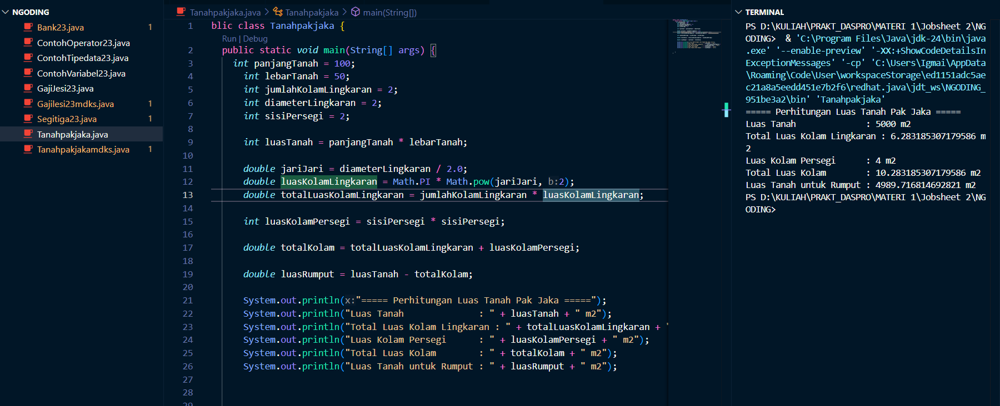 NGODING
Bank23.java 1
ContohOperator23.java
ContohTipedata23.java
ContohVariabel23.java
GajiJesi23.java
Gajilesi23mdks.java 1
Segitiga23.java 1
Tanahpakjaka.java
Tanahpakjakamdks.java 1
Tanahpakjaka.java > Tanahpakjaka > main(String[])
1 blic class Tanahpakjaka {
Run | Debug
2 public static void main(String[] args) {
3 int panjangTanah = 100;
4 int lebarTanah = 50;
5 int jumlahKolamLingkaran = 2;
6 int diameterLingkaran = 2;
7 int sisiPersegi = 2;
8
9 int luasTanah = panjangTanah * lebarTanah;
10
11 double jariJari = diameterLingkaran / 2.0;
12 double luasKolamLingkaran = Math.PI * Math.pow(jariJari, b:2);
13 double totalLuasKolamLingkaran = jumlahKolamLingkaran * luasKolamLingkaran;
14
15 int luasKolamPersegi = sisiPersegi * sisiPersegi;
16
17 double totalKolam = totalLuasKolamLingkaran + luasKolamPersegi;
18
19 double luasRumput = luasTanah - totalKolam;
20
21 System.out.println(x:"===== Perhitungan Luas Tanah Pak Jaka =====");
22 System.out.println("Luas Tanah              : " + luasTanah + " m2");
23 System.out.println("Total Luas Kolam Lingkaran : " + totalLuasKolamLingkaran + "
24 System.out.println("Luas Kolam Persegi      : " + luasKolamPersegi + " m2");
25 System.out.println("Total Luas Kolam        : " + totalKolam + " m2");
26 System.out.println("Luas Tanah untuk Rumput : " + luasRumput + " m2");
27
28
29
TERMINAL
PS D:\KULIAH\PRAKT_DASPRO\MATERI 1\Jobsheet 2\NG
ODING>  & 'C:\Program Files\Java\jdk-24\bin\java
.exe' '--enable-preview' '-XX:+ShowCodeDetailsIn
ExceptionMessages' '-cp' 'C:\Users\Igmai\AppData
\Roaming\Code\User\workspaceStorage\ed1151adc5ae
c21a8a5eedd451e7b2f6\redhat.java\jdt_ws\NGODING_
951be3a2\bin' 'Tanahpakjaka'
===== Perhitungan Luas Tanah Pak Jaka =====
Luas Tanah             : 5000 m2
Total Luas Kolam Lingkaran : 6.283185307179586 m
2
Luas Kolam Persegi      : 4 m2
Total Luas Kolam        : 10.283185307179586 m2
Luas Tanah untuk Rumput : 4989.716814692821 m2
PS D:\KULIAH\PRAKT_DASPRO\MATERI 1\Jobsheet 2\NG
ODING>